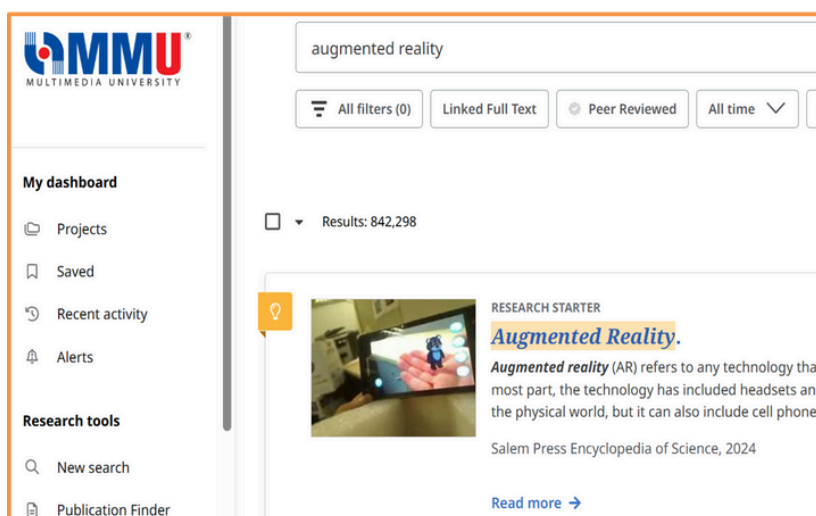 MMU®
MULTIMEDIA UNIVERSITY
My dashboard
Projects
Saved
Recent activity
Alerts
Research tools
New search
Publication Finder
augmented reality
All filters (0) Linked Full Text Peer Reviewed All time
Results: 842,298
RESEARCH STARTER
Augmented Reality.
Augmented reality (AR) refers to any technology tha
most part, the technology has included headsets an
the physical world, but it can also include cell phone
Salem Press Encyclopedia of Science, 2024
Read more →